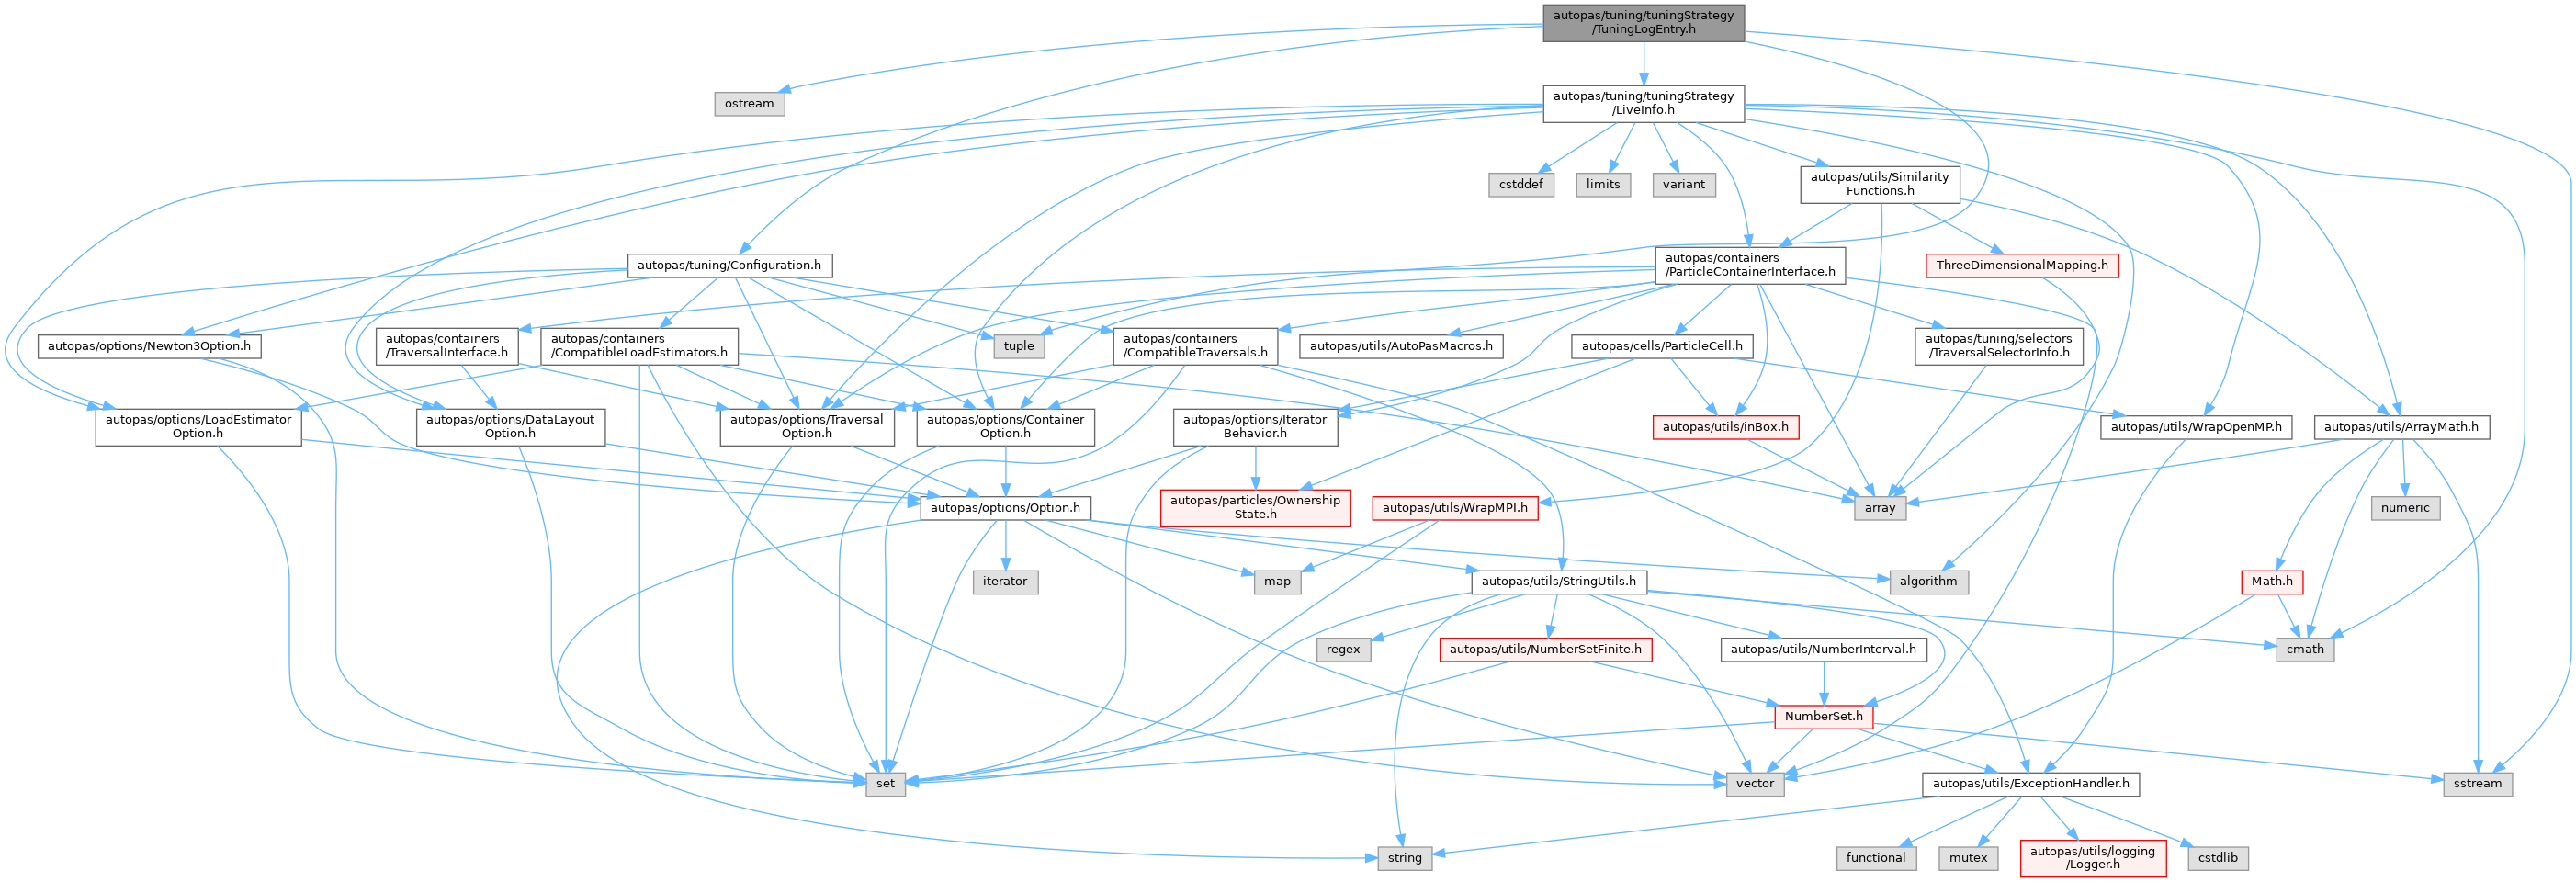 autopas/tuning/tuningStrategy
/TuningLogEntry.h
ostream
autopas/tuning/tuningStrategy
/LiveInfo.h
cstddef
limits
variant
autopas/utils/Similarity
Functions.h
autopas/tuning/Configuration.h
autopas/containers
/ParticleContainerInterface.h
ThreeDimensionalMapping.h
autopas/options/Newton3Option.h
autopas/containers
/TraversalInterface.h
autopas/containers
/CompatibleLoadEstimators.h
tuple
autopas/containers
/CompatibleTraversals.h
autopas/utils/AutoPasMacros.h
autopas/cells/ParticleCell.h
autopas/tuning/selectors
/TraversalSelectorInfo.h
autopas/options/LoadEstimator
Option.h
autopas/options/DataLayout
Option.h
autopas/options/Traversal
Option.h
autopas/options/Container
Option.h
autopas/options/Iterator
Behavior.h
autopas/utils/inBox.h
autopas/utils/WrapOpenMP.h
autopas/utils/ArrayMath.h
autopas/options/Option.h
autopas/particles/Ownership
State.h
autopas/utils/WrapMPI.h
array
numeric
iterator
map
autopas/utils/StringUtils.h
algorithm
Math.h
regex
autopas/utils/NumberSetFinite.h
autopas/utils/NumberInterval.h
cmath
NumberSet.h
set
vector
autopas/utils/ExceptionHandler.h
sstream
string
functional
mutex
autopas/utils/logging
/Logger.h
cstdlib